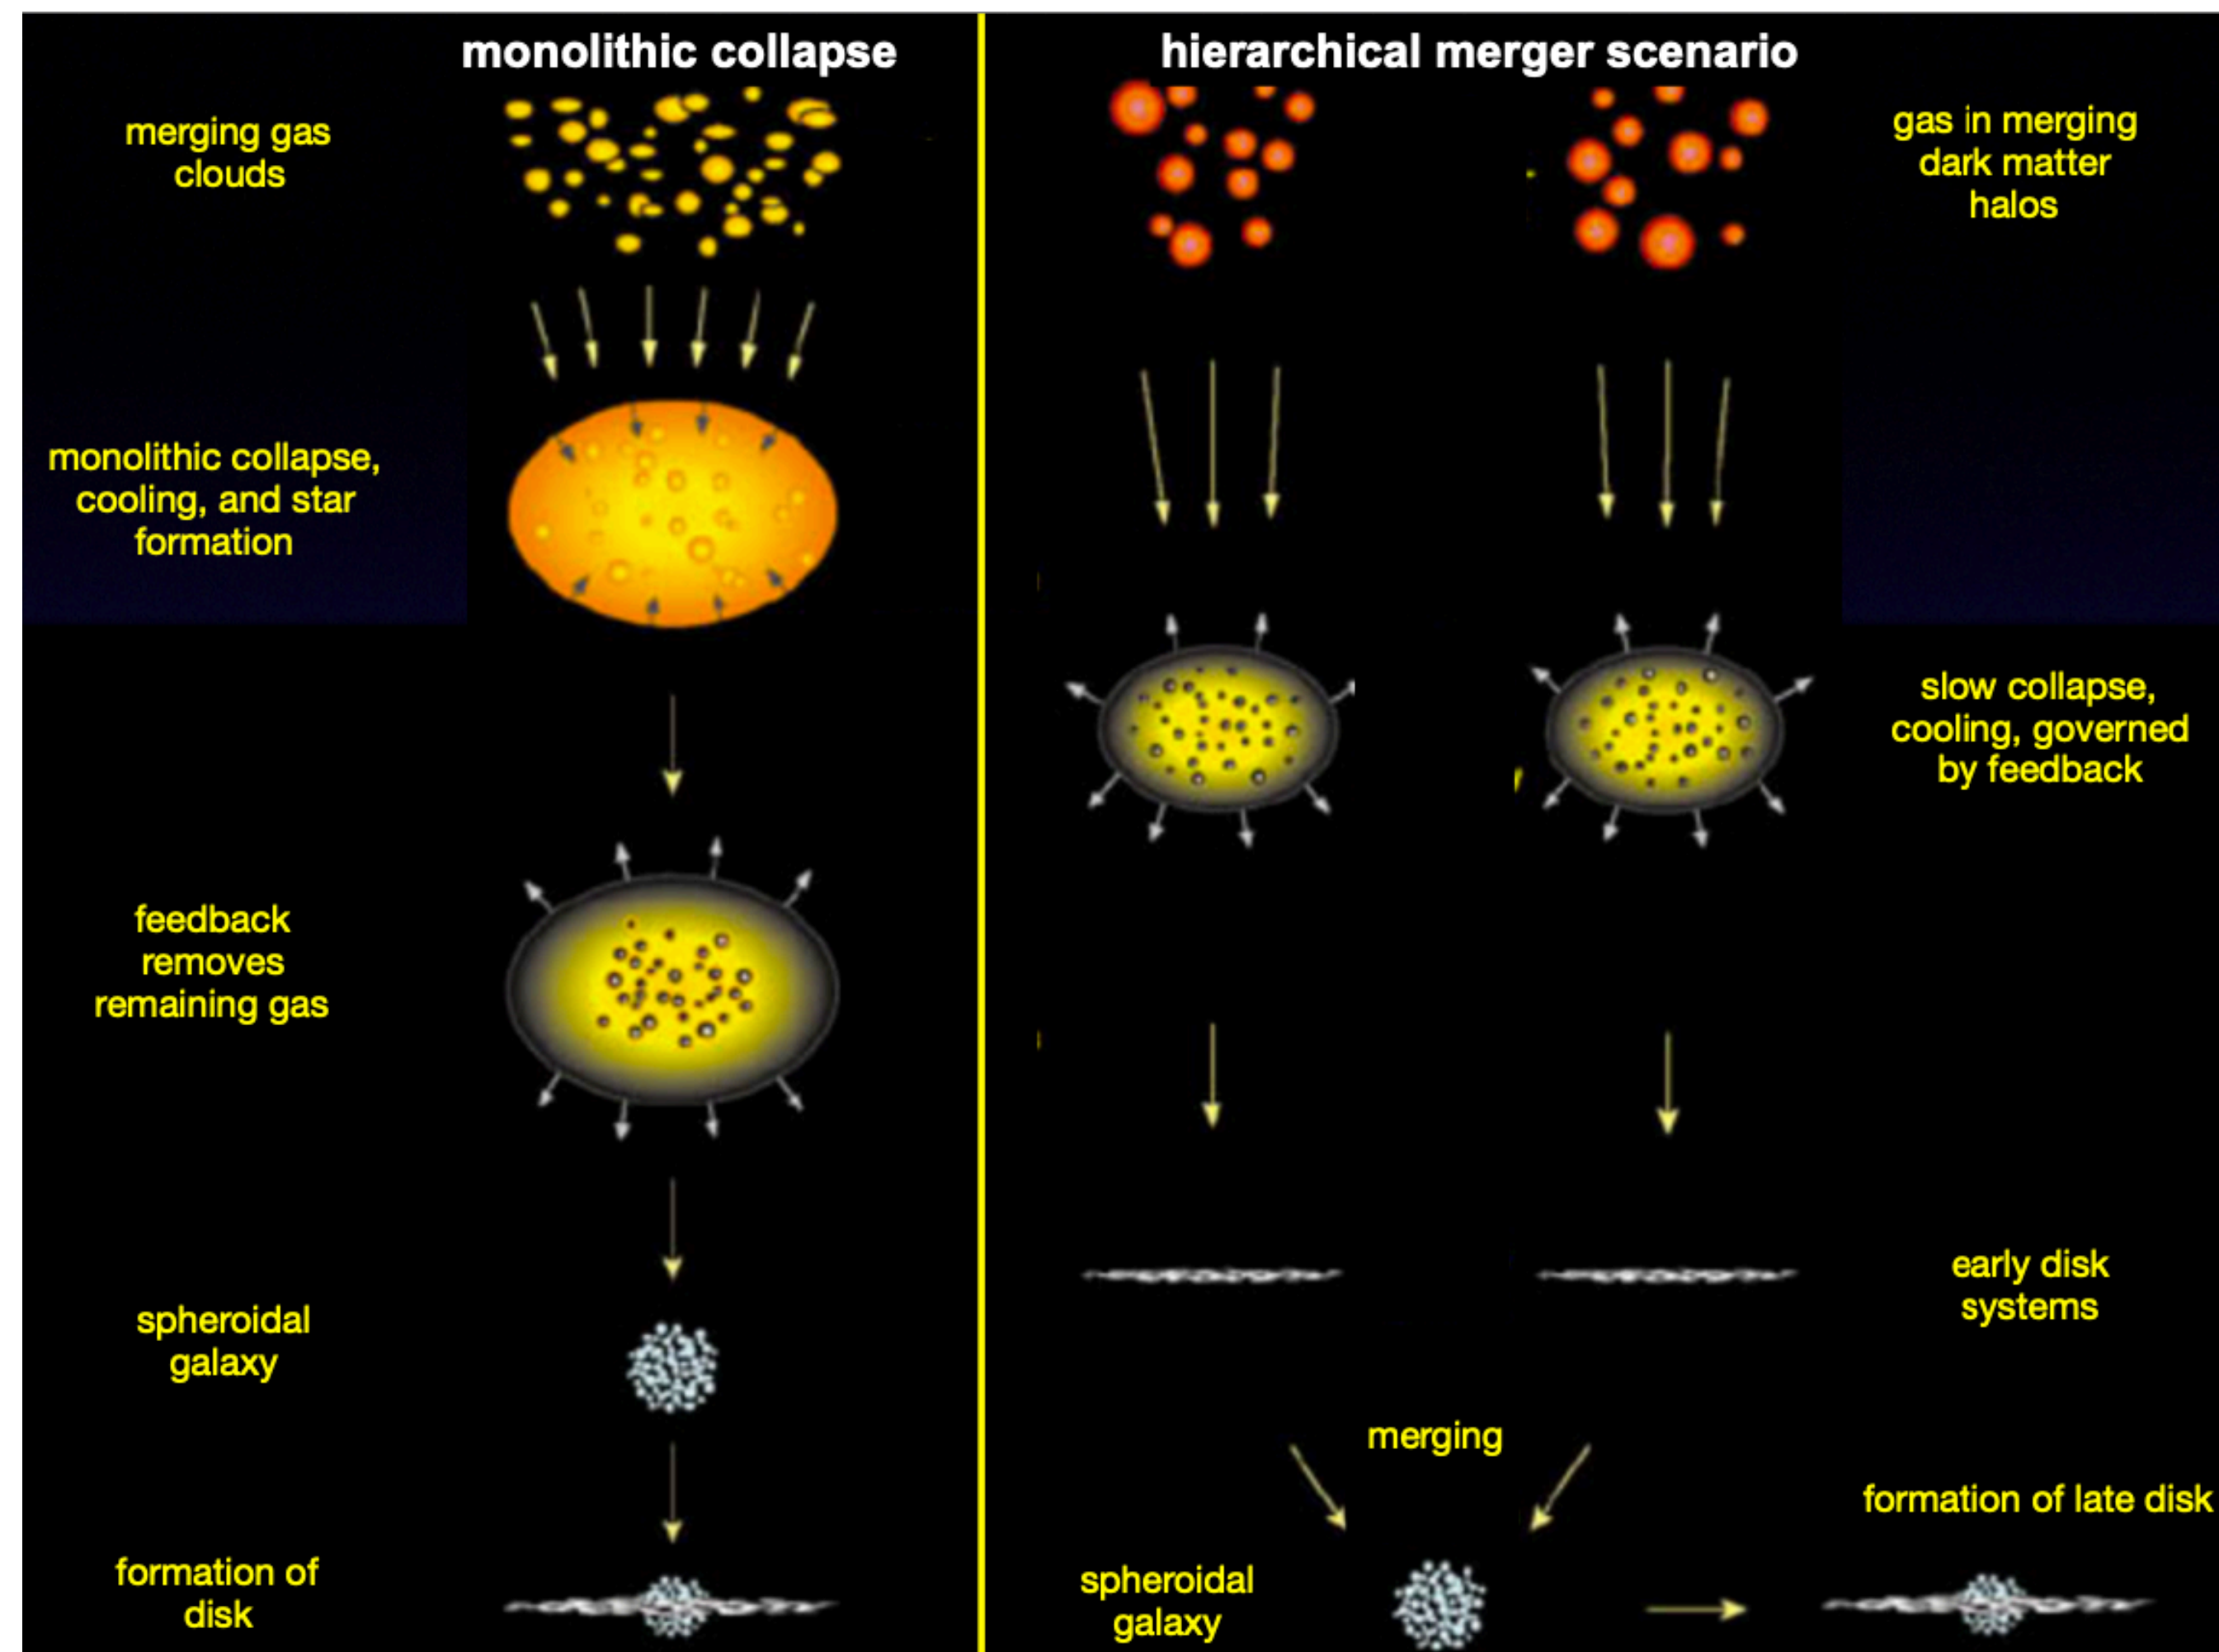 monolithic collapse
merging gas
clouds
monolithic collapse,
cooling, and star
formation
feedback
removes
remaining gas
spheroidal
galaxy
formation of
disk
hierarchical merger scenario
gas in merging
dark matter
halos
slow collapse,
cooling, governed
by feedback
early disk
systems
merging
formation of late disk
spheroidal
galaxy